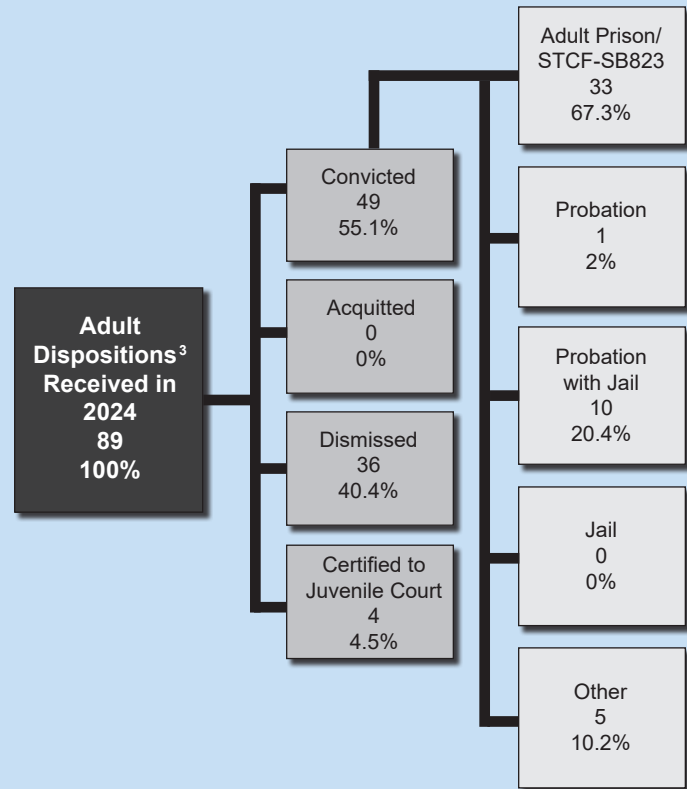 Adult
Dispositions³
Received in
2024
89
100%
Convicted
49
55.1%
Acquitted
0
0%
Dismissed
36
40.4%
Certified to
Juvenile Court
4
4.5%
Adult Prison/
STCF-SB823
33
67.3%
Probation
1
2%
Probation
with Jail
10
20.4%
Jail
0
0%
Other
5
10.2%